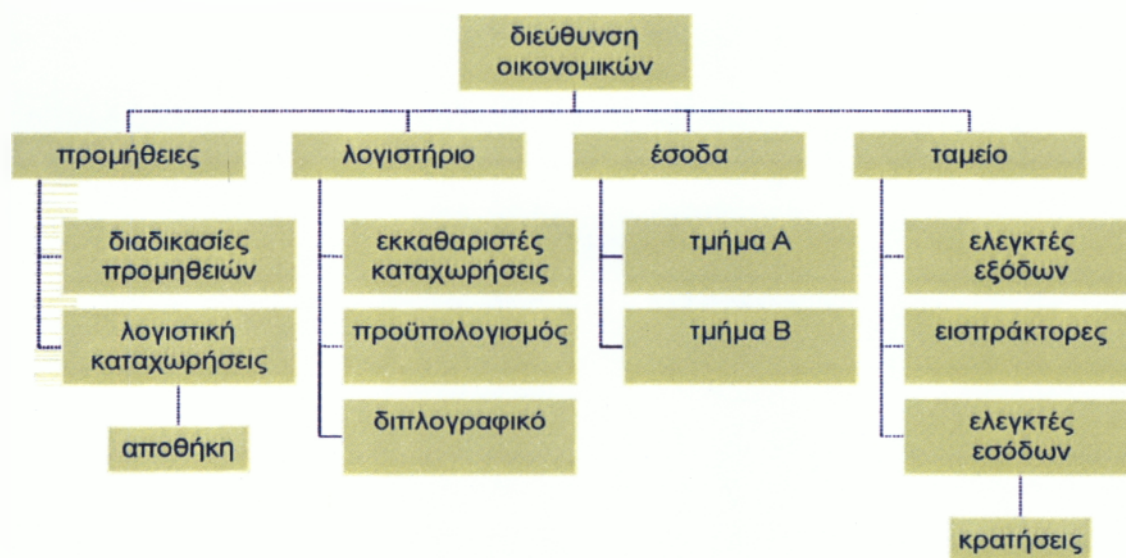 διεύθυνση
οικονομικών
προμήθειες
λογιστήριο
έσοδα
ταμείο
διαδικασίες
προμηθειών
εκκαθαριστές
καταχωρήσεις
τμήμα Α
ελεγκτές
εξόδων
λογιστική
καταχωρήσεις
προϋπολογισμός
τμήμα Β
εισπράκτορες
αποθήκη
διπλογραφικό
ελεγκτές
εσόδων
κρατήσεις